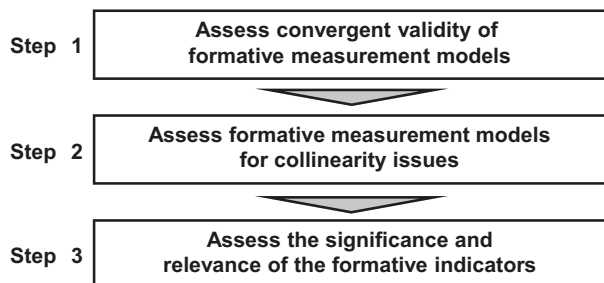 Step 1
Assess convergent validity of
formative measurement models
Step 2
Assess formative measurement models
for collinearity issues
Step 3
Assess the significance and
relevance of the formative indicators